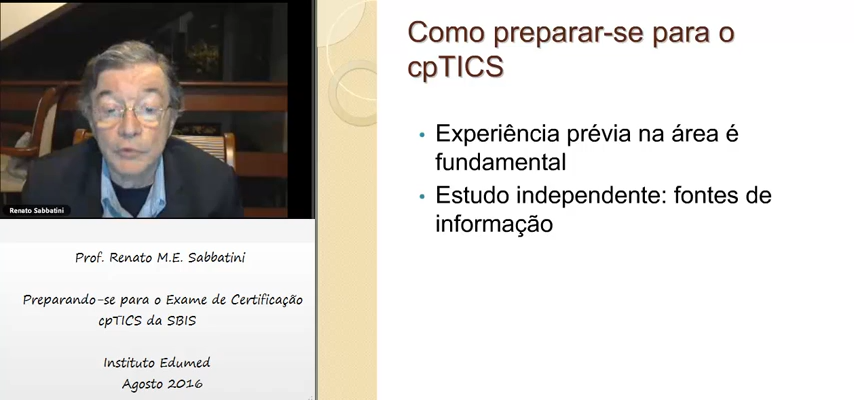 Renato Sabbatini
Prof. Renato M.E. Sabbatini
Preparando-se para o Exame de Certificação
cpTICS da SBIS
Instituto Edumed
Agosto 2016
Como preparar-se para o
cpTICS
• Experiência prévia na área é
fundamental
• Estudo independente: fontes de
informação